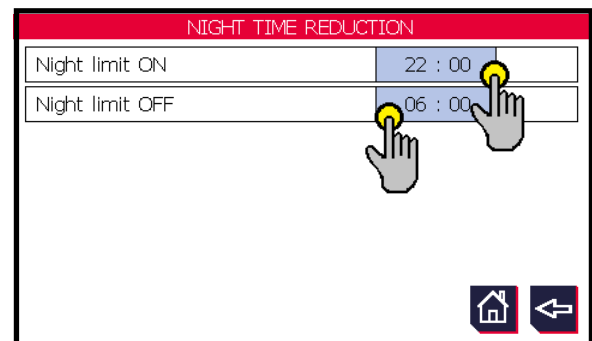 NIGHT TIME REDUCTION
Night limit ON 22 : 00
Night limit OFF 06 : 00